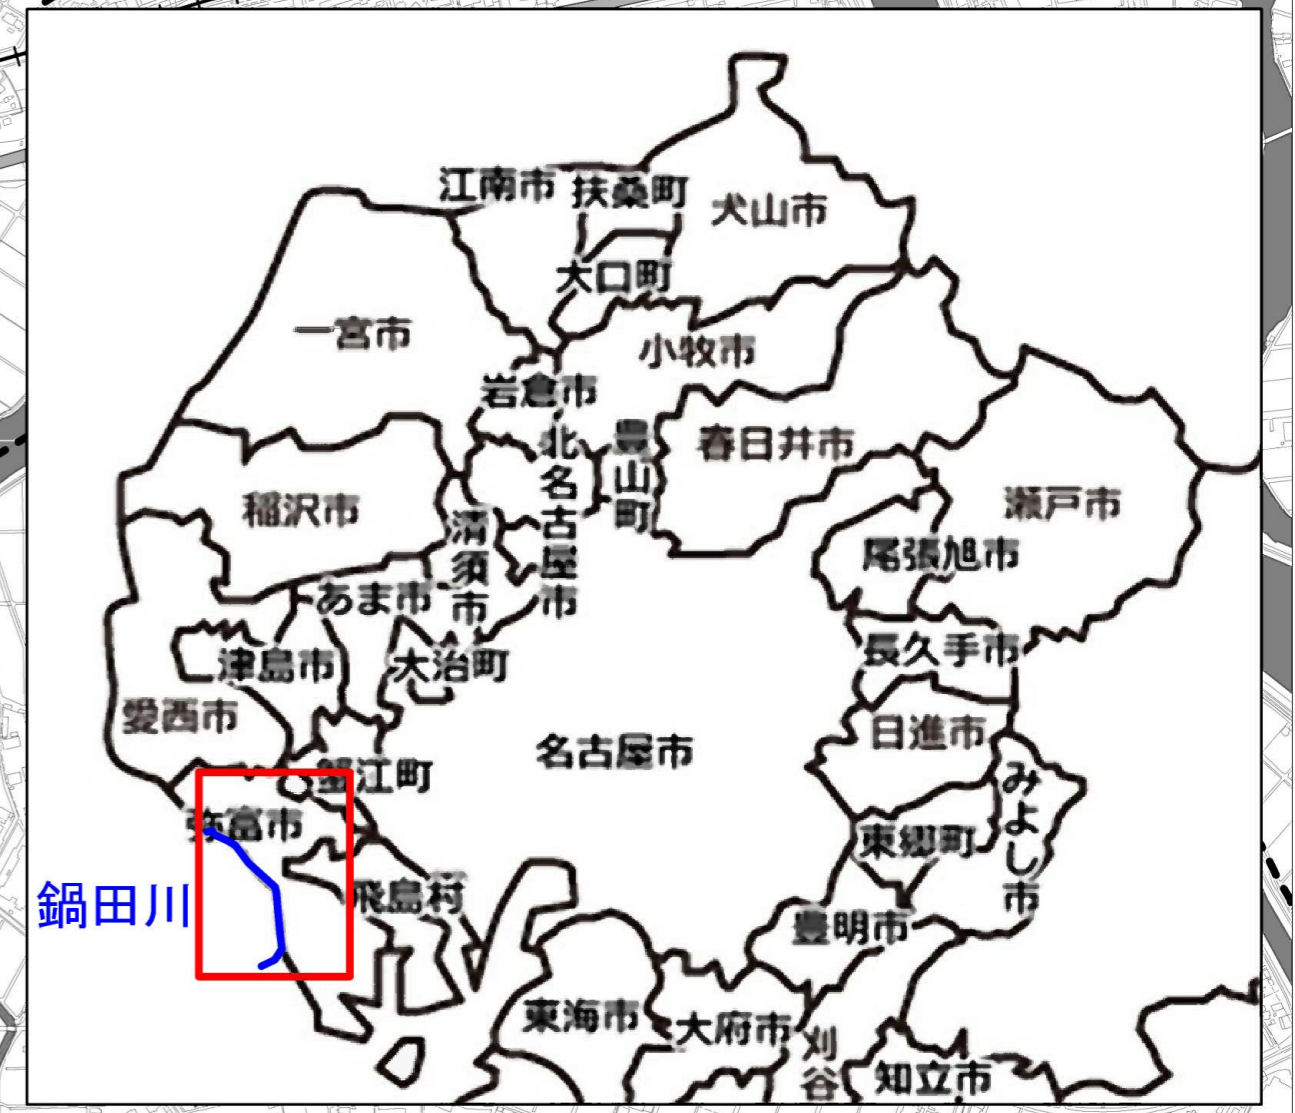 江南市
扶桑町
犬山市
大口町
一宮市
小牧市
岩倉市
北名古屋市
豊山町
春日井市
稲沢市
清須市
瀬戸市
尾張旭市
あま市
津島市
大治町
長久手市
愛西市
名古屋市
日進市
蟹江町
みよし市
弥富市
東郷町
鍋田川
飛島村
豊明市
東海市
大府市
刈谷
知立市